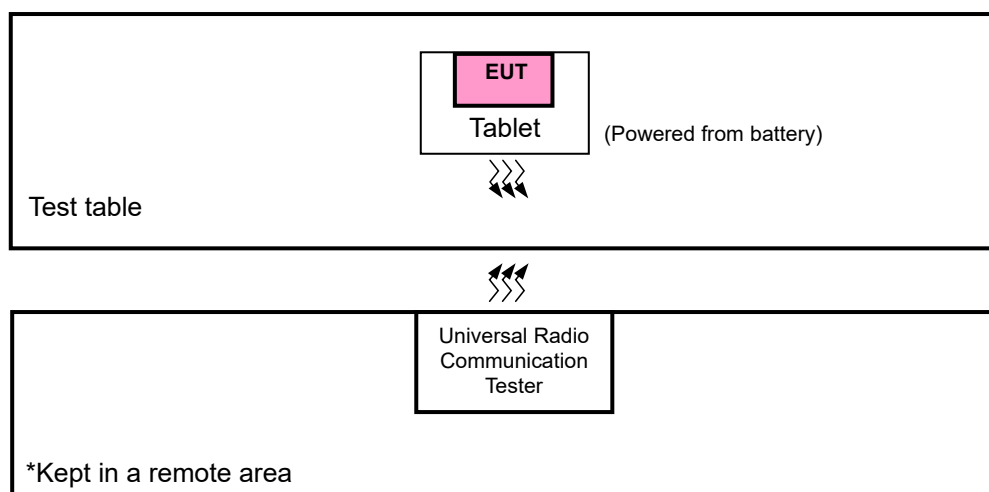 EUT
Tablet
(Powered from battery)
Test table
Universal Radio
Communication
Tester
*Kept in a remote area